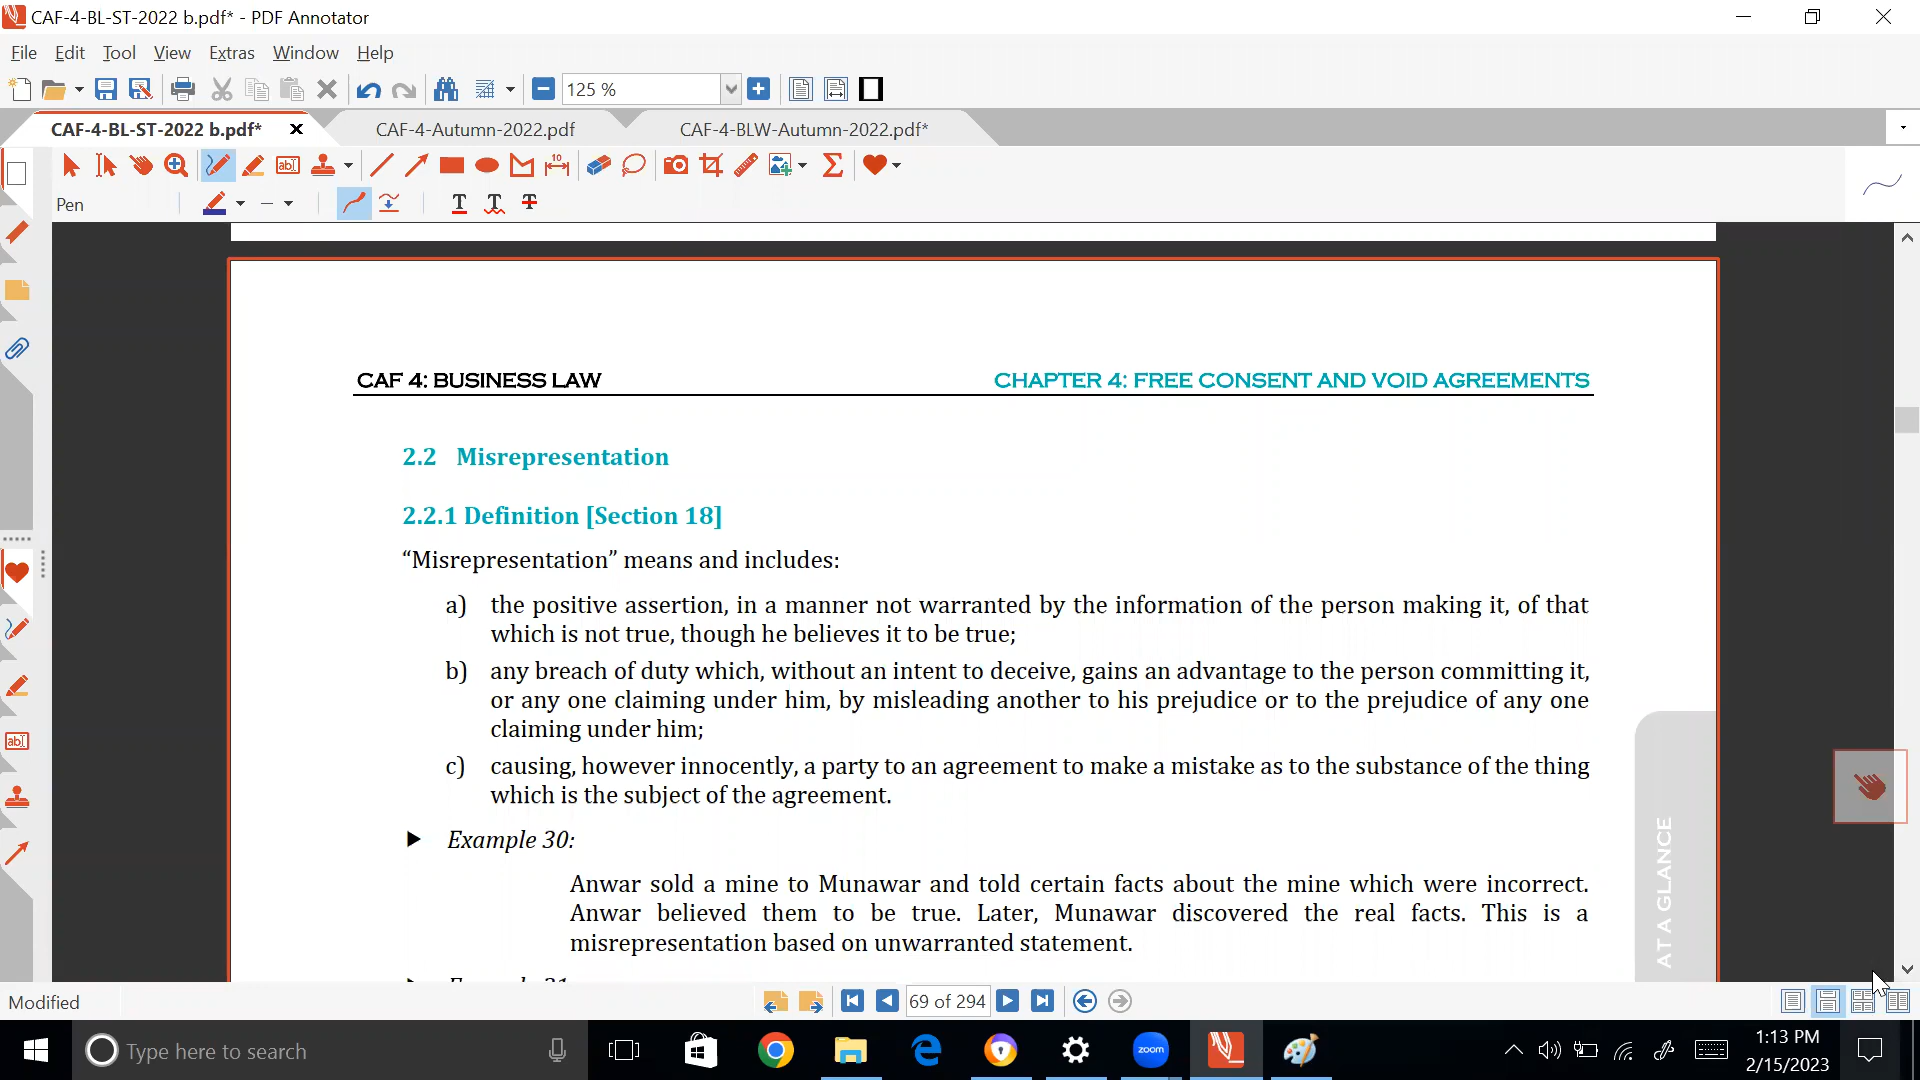 CAF-4-BL-ST-2022 b.pdf* - PDF Annotator
File Edit Tool View Extras Window Help
125 %
CAF-4-BL-ST-2022 b.pdf* CAF-4-Autumn-2022.pdf CAF-4-BLW-Autumn-2022.pdf*
Pen
CAF 4: BUSINESS LAW CHAPTER 4: FREE CONSENT AND VOID AGREEMENTS
2.2 Misrepresentation
2.2.1 Definition [Section 18]
“Misrepresentation” means and includes:
a) the positive assertion, in a manner not warranted by the information of the person making it, of that
which is not true, though he believes it to be true;
b) any breach of duty which, without an intent to deceive, gains an advantage to the person committing it,
or any one claiming under him, by misleading another to his prejudice or to the prejudice of any one
claiming under him;
c) causing, however innocently, a party to an agreement to make a mistake as to the substance of the thing
which is the subject of the agreement.
Example 30:
Anwar sold a mine to Munawar and told certain facts about the mine which were incorrect.
Anwar believed them to be true. Later, Munawar discovered the real facts. This is a
misrepresentation based on unwarranted statement.
AT A GLANCE
Modified
69 of 294
Type here to search
zoom
1:13 PM
2/15/2023